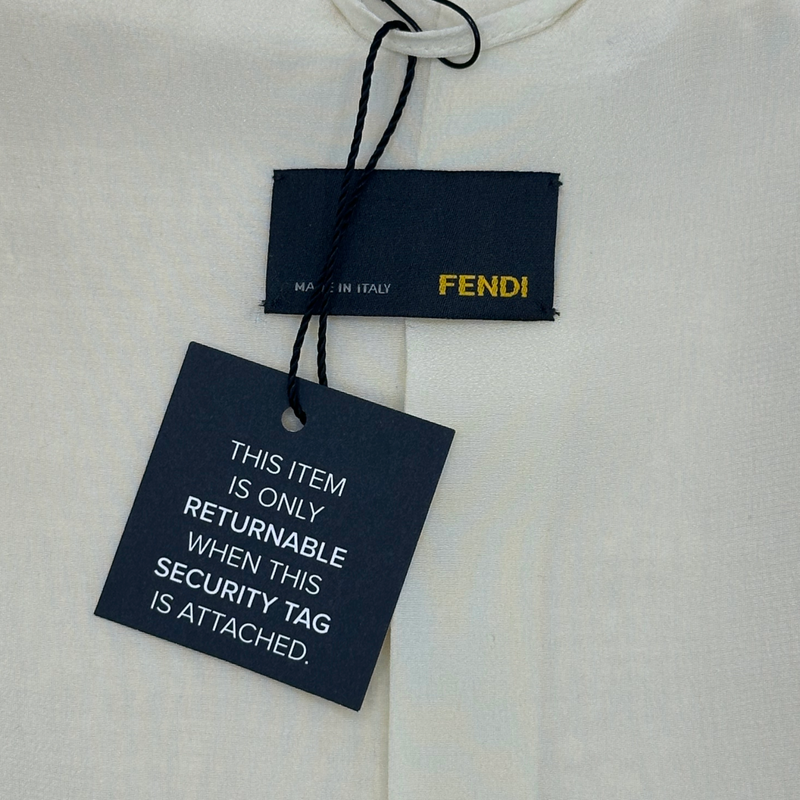 MADE IN ITALY FENDI
THIS ITEM
IS ONLY
RETURNABLE
WHEN THIS
SECURITY TAG
IS ATTACHED.